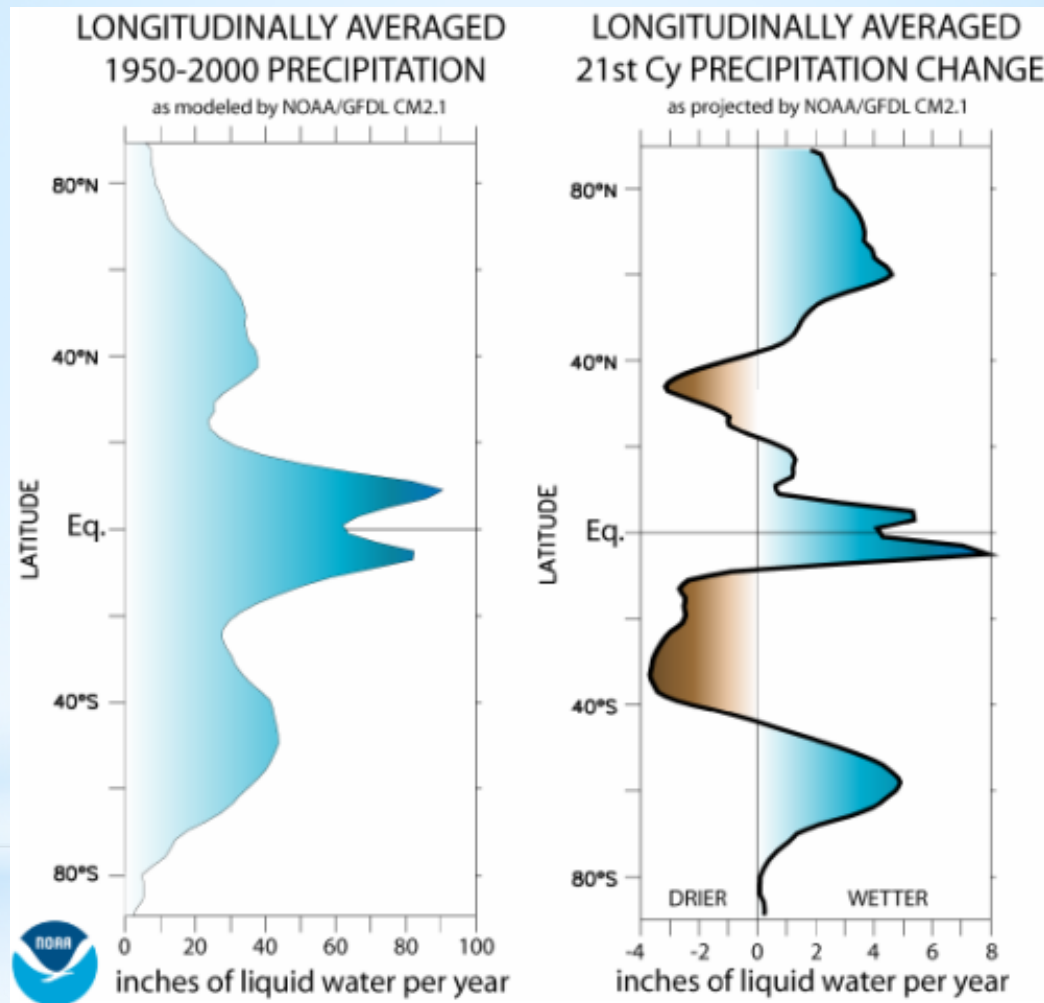 LONGITUDINALLY AVERAGED
1950-2000 PRECIPITATION
as modeled by NOAA/GFDL CM2.1
80°N
40°N
Eq.
40°S
80°S
LATITUDE
0 20 40 60 80 100
inches of liquid water per year
NOAA
LONGITUDINALLY AVERAGED
21st Cy PRECIPITATION CHANGE
as projected by NOAA/GFDL CM2.1
80°N
40°N
Eq.
40°S
80°S
LATITUDE
DRIER WETTER
-4 -2 0 2 4 6 8
inches of liquid water per year